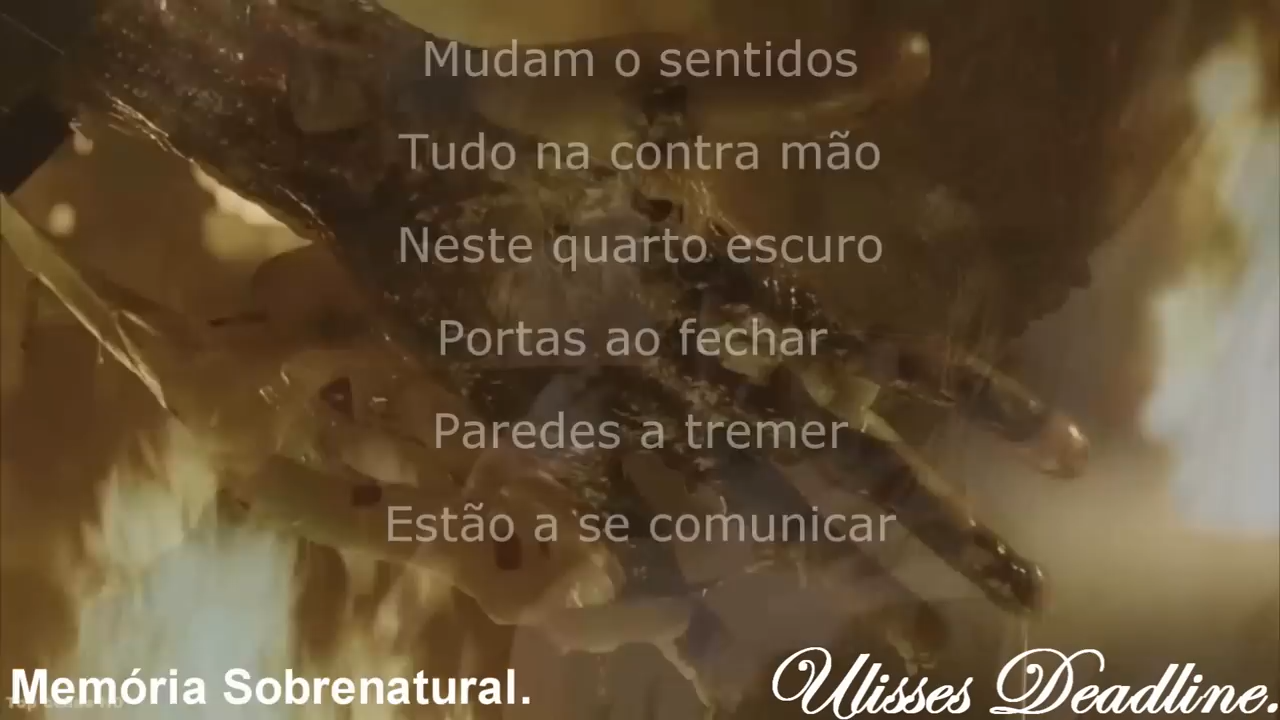 Mudam o sentidos
Tudo na contra mão
Neste quarto escuro
Portas ao fechar
Paredes a tremer
Estão a se comunicar
Memória Sobrenatural.
Ulisses Deadline.